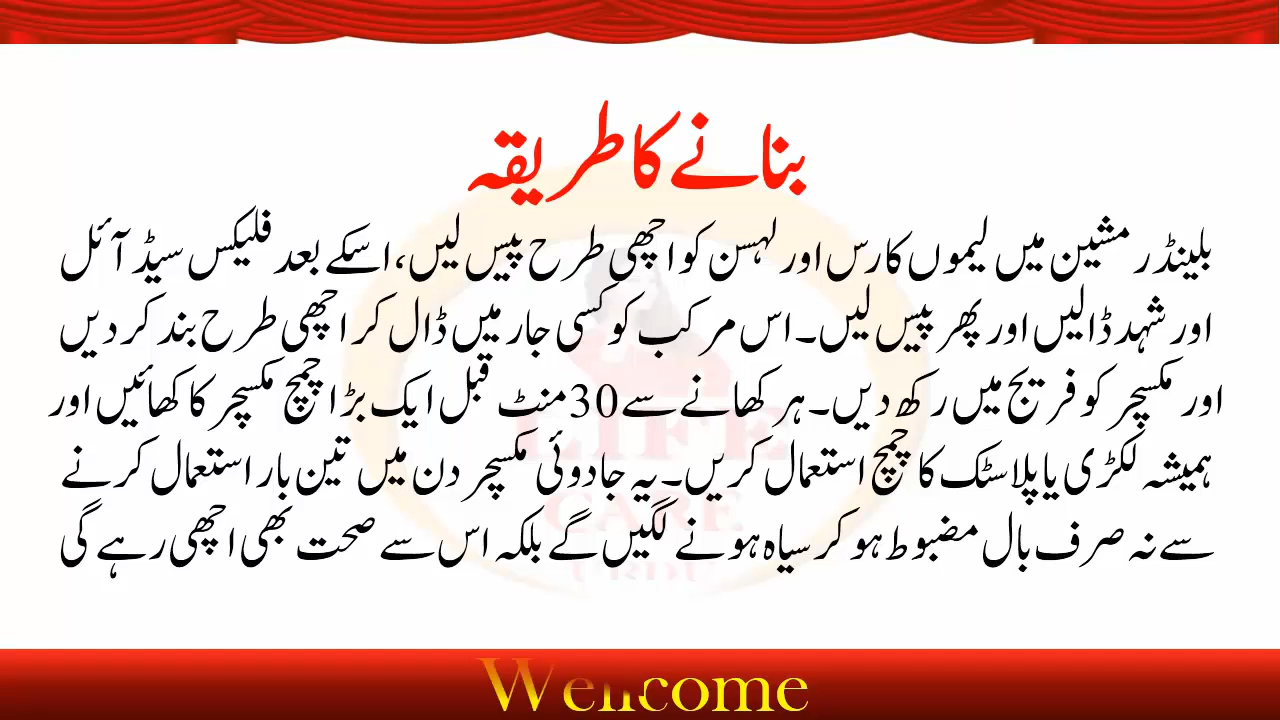 بنانے کا طریقہ
بلینڈر مشین میں لیموں کا رس اور لہسن کو اچھی طرح پیس لیں، اسکے بعد فلیکس سیڈ آئل
اور شہد ڈالیں اور پھر پیس لیں۔ اس مرکب کو کسی جار میں ڈال کر اچھی طرح بند کر دیں
اور مکسچر کو فریج میں رکھ دیں۔ ہر کھانے سے 30 منٹ قبل ایک بڑا چمچ مکسچر کا کھائیں اور
ہمیشہ لکڑی یا پلاسٹک کا چمچ استعمال کریں۔ یہ جادوئی مکسچر دن میں تین بار استعمال کرنے
سے نہ صرف بال مضبوط ہو کر سیاہ ہونے لگیں گے بلکہ اس سے صحت بھی اچھی رہے گی
LIFE
CARE
URDU